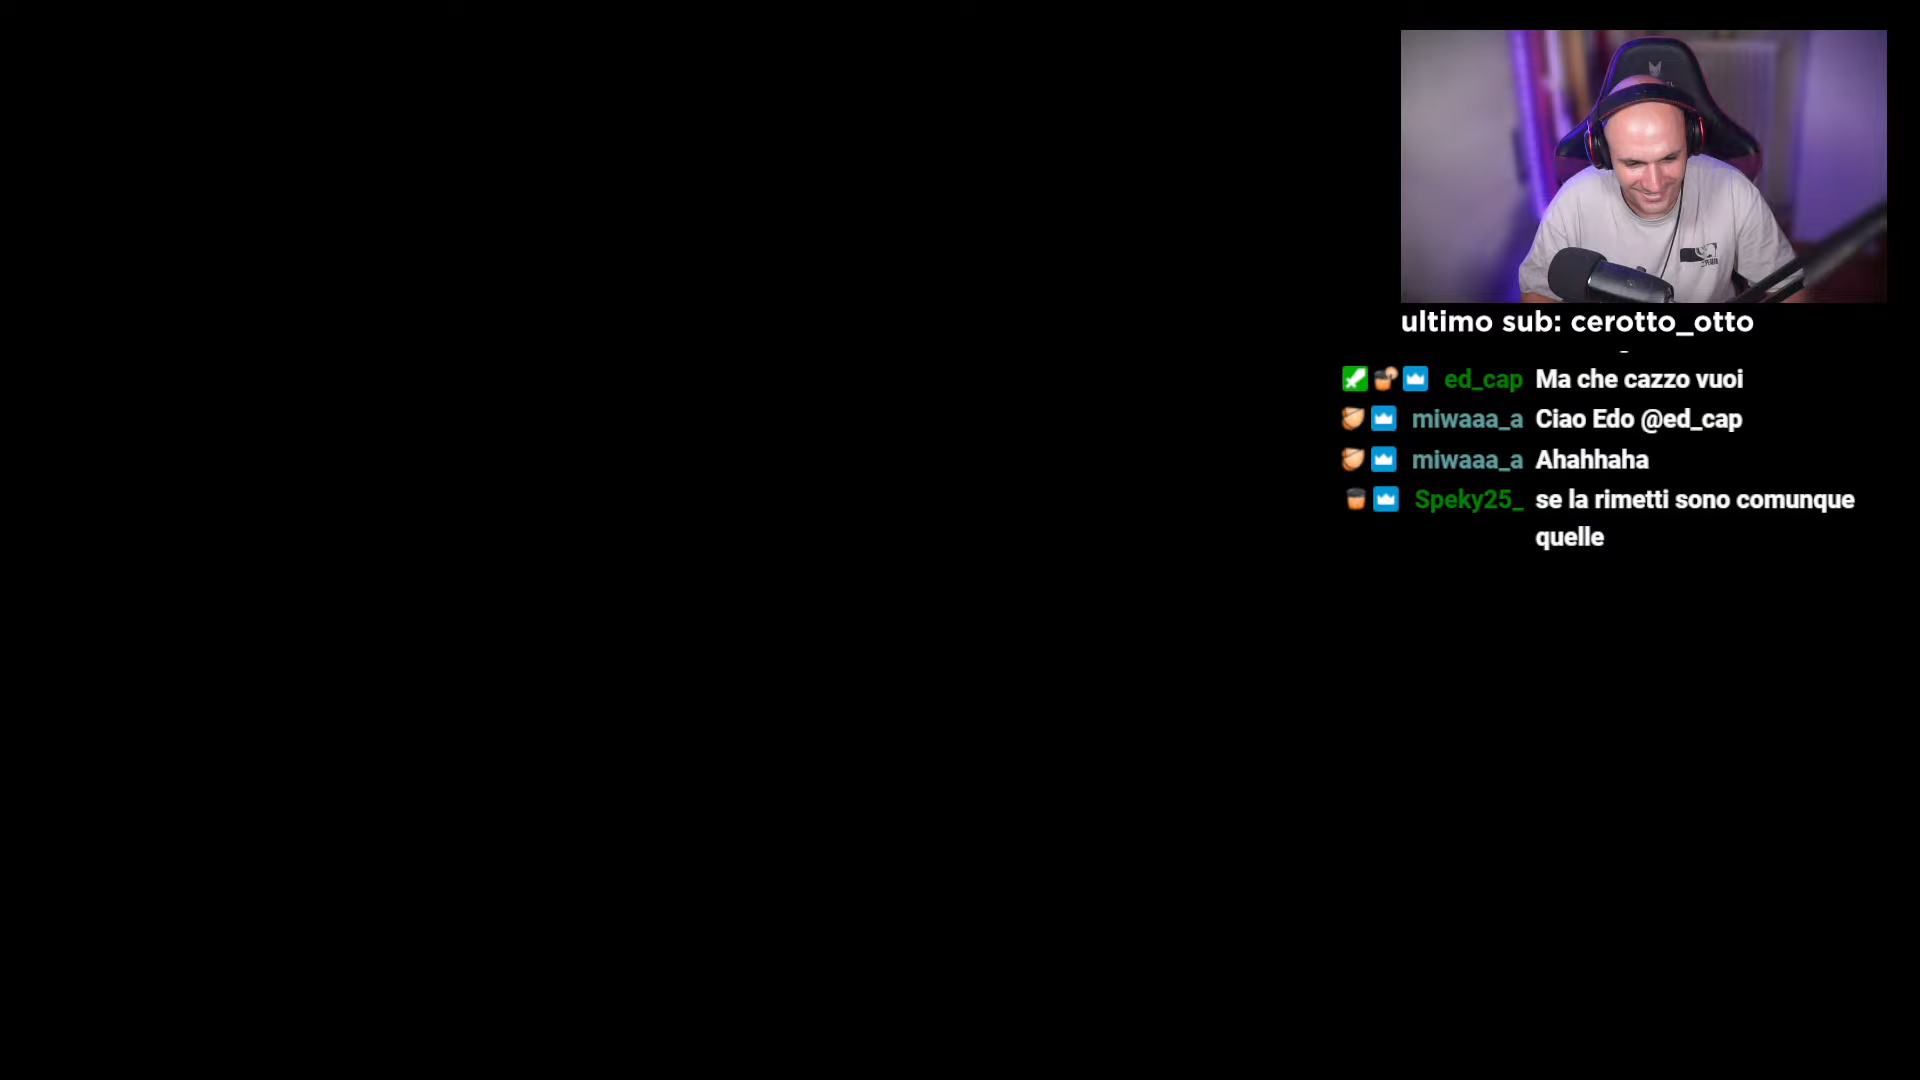 ultimo sub: cerotto_otto
ed_cap Ma che cazzo vuoi
miwaaa_a Ciao Edo @ed_cap
miwaaa_a Ahahhaha
Speky25_ se la rimetti sono comunque
quelle